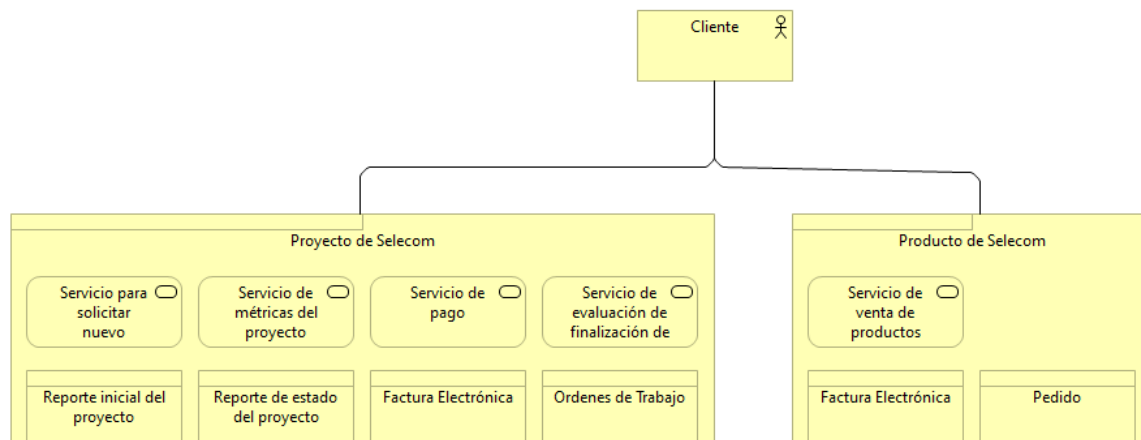 Cliente
Proyecto de Selecom
Servicio para
solicitar
nuevo
Servicio de
métricas del
proyecto
Servicio de
pago
Servicio de
evaluación de
finalización de
Reporte inicial del
proyecto
Reporte de estado
del proyecto
Factura Electrónica
Ordenes de Trabajo
Producto de Selecom
Servicio de
venta de
productos
Factura Electrónica
Pedido